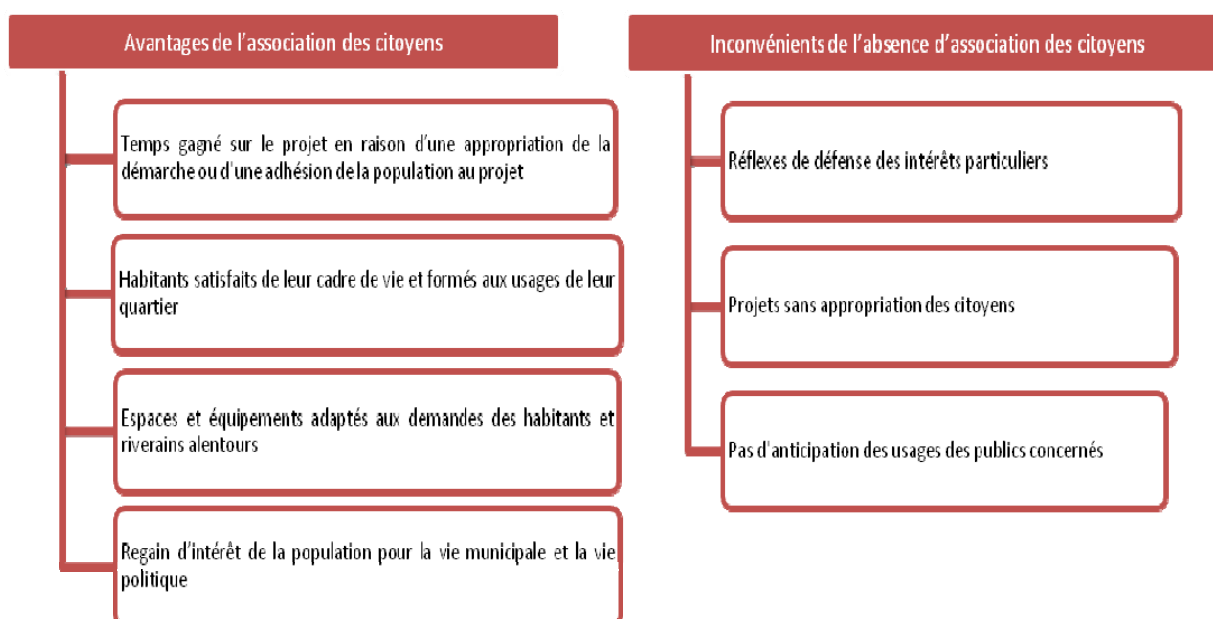 Avantages de l'association des citoyens
Temps gagné sur le projet en raison d'une appropriation de la
démarche ou d'une adhésion de la population au projet
Habitants satisfaits de leur cadre de vie et formés aux usages de leur
quartier
Espaces et équipements adaptés aux demandes des habitants et
riverains alentours
Regain d'intérêt de la population pour la vie municipale et la vie
politique
Inconvénients de l'absence d'association des citoyens
Réflexes de défense des intérêts particuliers
Projets sans appropriation des citoyens
Pas d'anticipation des usages des publics concernés